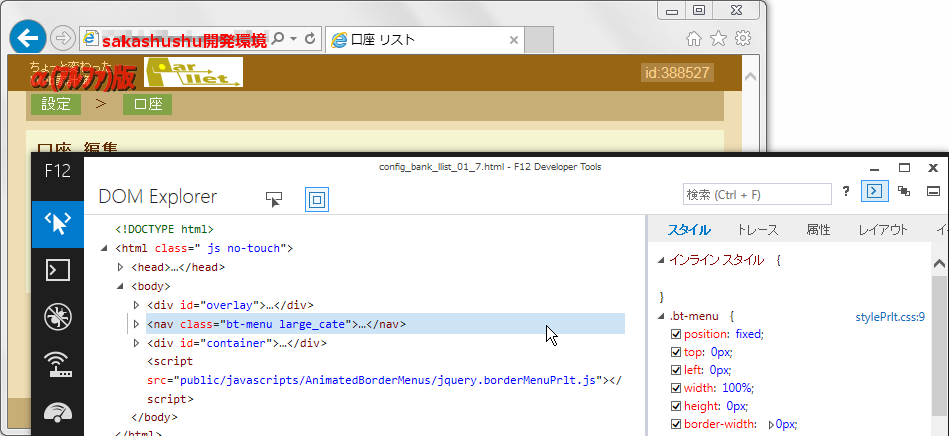 sakashushu開発環境
口座 リスト
ちょっと変わった
α(アルファ)版
ar
llet
id:388527
設定 > 口座
口座 編集
F12
config_bank_llist_01_7.html - F12 Developer Tools
DOM Explorer
検索 (Ctrl + F)
?
<!DOCTYPE html>
<html class=" js no-touch">
<head>…</head>
<body>
<div id="overlay">…</div>
<nav class="bt-menu large_cate">…</nav>
<div id="container">…</div>
<script
src="public/javascripts/AnimatedBorderMenus/jquery.borderMenuPrlt.js"></
script>
</body>
</html>
スタイル トレース 属性 レイアウト イ
インライン スタイル {
}
.bt-menu { stylePrlt.css:9
position: fixed;
top: 0px;
left: 0px;
width: 100%;
height: 0px;
border-width: 0px;